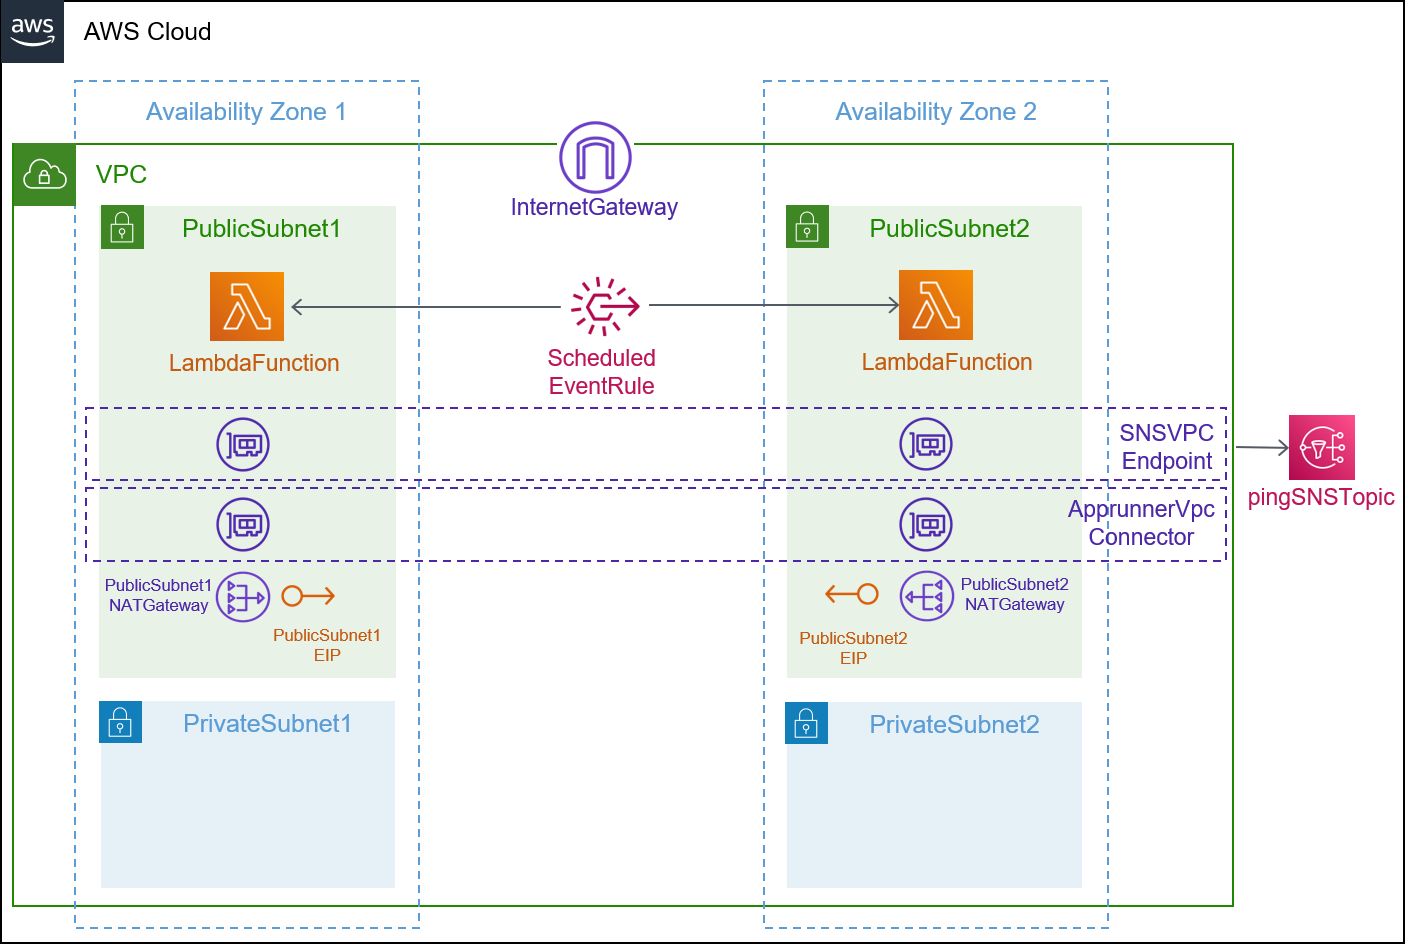 aws
AWS Cloud
Availability Zone 1
Availability Zone 2
VPC
InternetGateway
PublicSubnet1
PublicSubnet2
LambdaFunction
Scheduled
EventRule
LambdaFunction
SNSVPC
Endpoint
pingSNSTopic
ApprunnerVpc
Connector
PublicSubnet1
NATGateway
PublicSubnet1
EIP
PublicSubnet2
EIP
PublicSubnet2
NATGateway
PrivateSubnet1
PrivateSubnet2